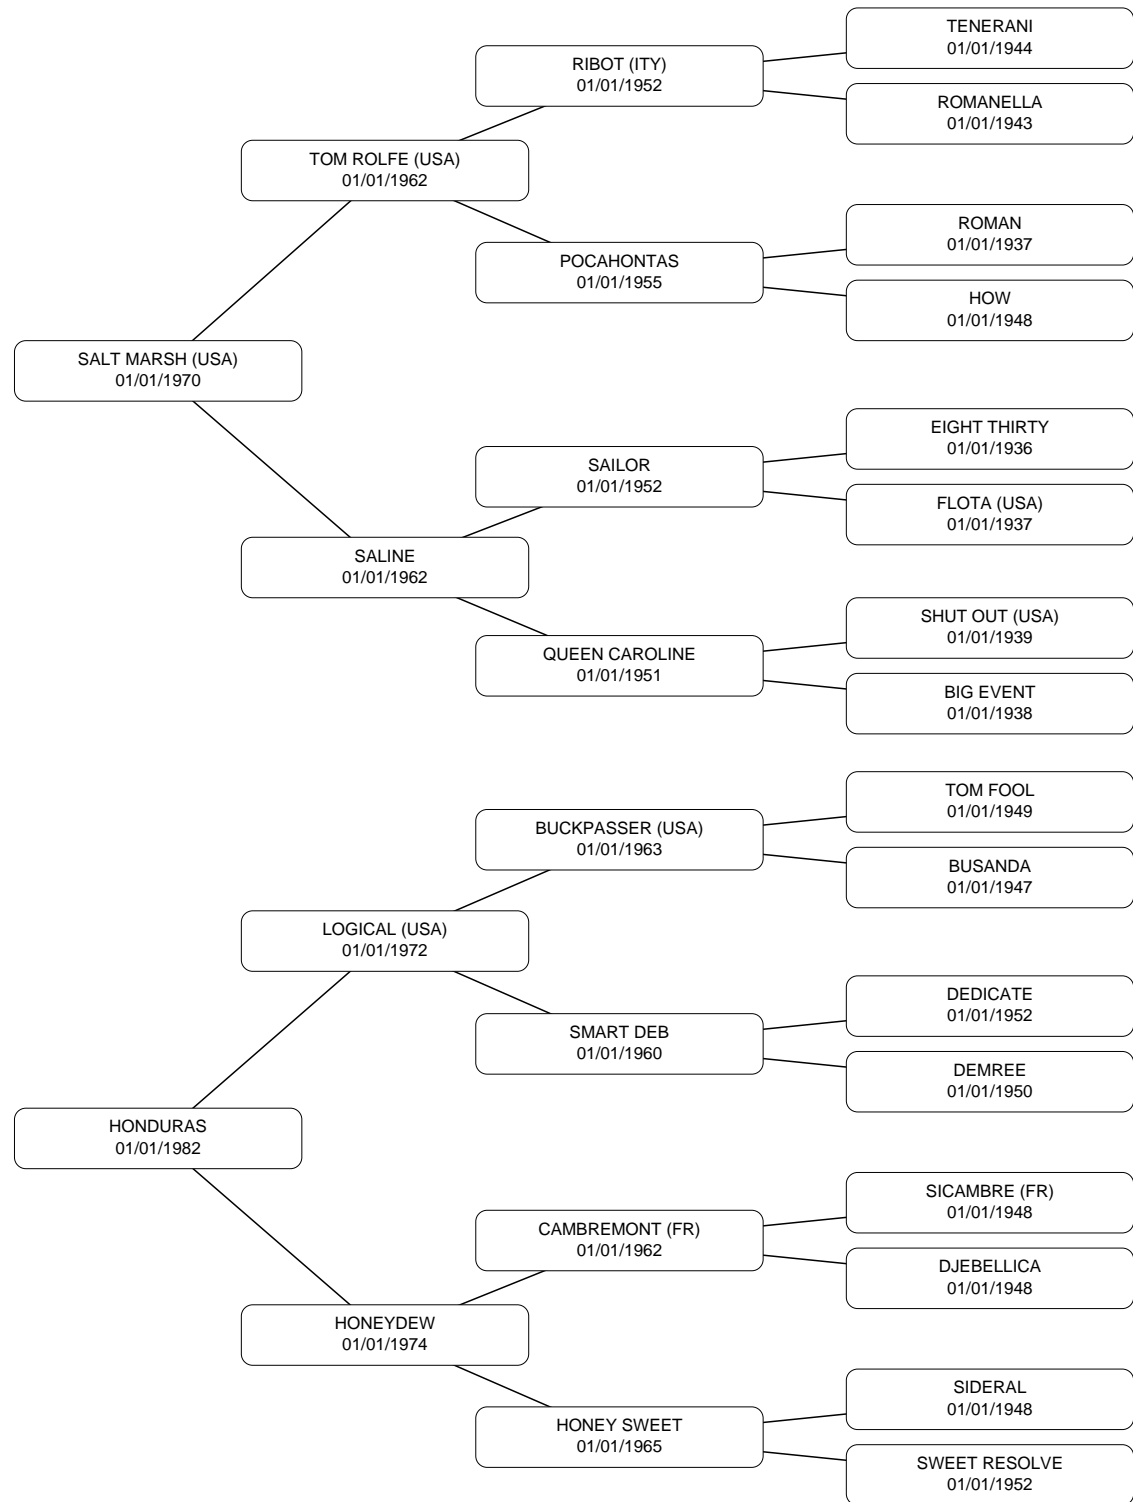 TENERANI
01/01/1944
RIBOT (ITY)
01/01/1952
ROMANELLA
01/01/1943
TOM ROLFE (USA)
01/01/1962
ROMAN
01/01/1937
POCAHONTAS
01/01/1955
HOW
01/01/1948
SALT MARSH (USA)
01/01/1970
EIGHT THIRTY
01/01/1936
SAILOR
01/01/1952
FLOTA (USA)
01/01/1937
SALINE
01/01/1962
SHUT OUT (USA)
01/01/1939
QUEEN CAROLINE
01/01/1951
BIG EVENT
01/01/1938
TOM FOOL
01/01/1949
BUCKPASSER (USA)
01/01/1963
BUSANDA
01/01/1947
LOGICAL (USA)
01/01/1972
DEDICATE
01/01/1952
SMART DEB
01/01/1960
DEMREE
01/01/1950
HONDURAS
01/01/1982
SICAMBRE (FR)
01/01/1948
CAMBREMONT (FR)
01/01/1962
DJEBELLICA
01/01/1948
HONEYDEW
01/01/1974
SIDERAL
01/01/1948
HONEY SWEET
01/01/1965
SWEET RESOLVE
01/01/1952